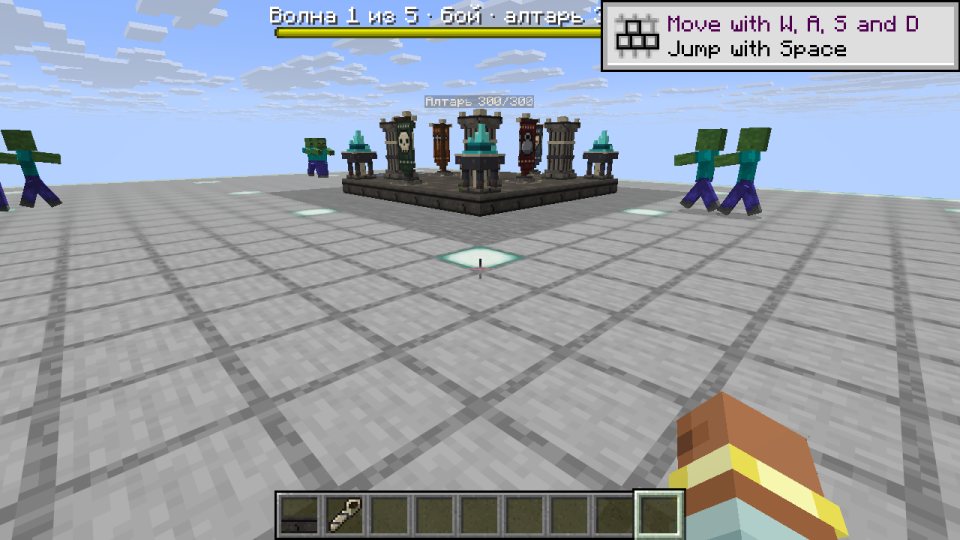 Волна 1 из 5 · бой · алтарь
Move with W, A, S and D
Jump with Space
Алтарь 300/300